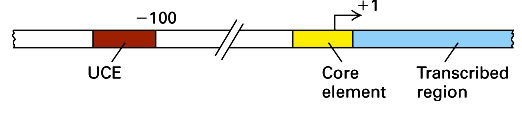 +1
−100
UCE
Core
element
Transcribed
region